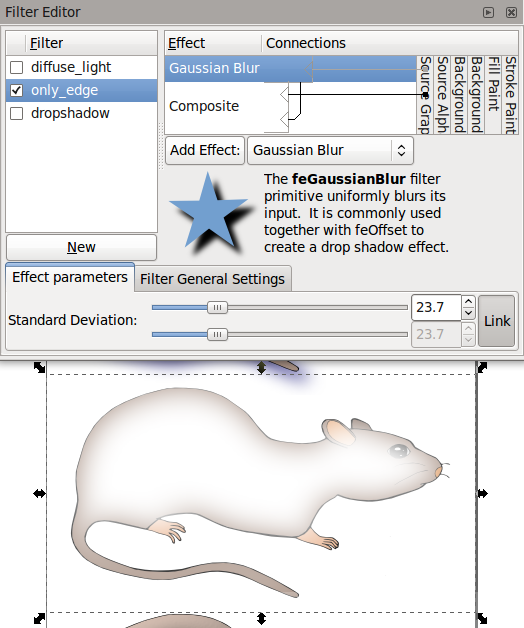 Filter Editor
Filter
diffuse_light
only_edge
dropshadow
New
Effect
Connections
Gaussian Blur
Composite
Source Grap
Source Alph
Background
Background
Fill Paint
Stroke Paint
Add Effect:
Gaussian Blur
The feGaussianBlur filter
primitive uniformly blurs its
input. It is commonly used
together with feOffset to
create a drop shadow effect.
Effect parameters
Filter General Settings
Standard Deviation:
23.7
23.7
Link